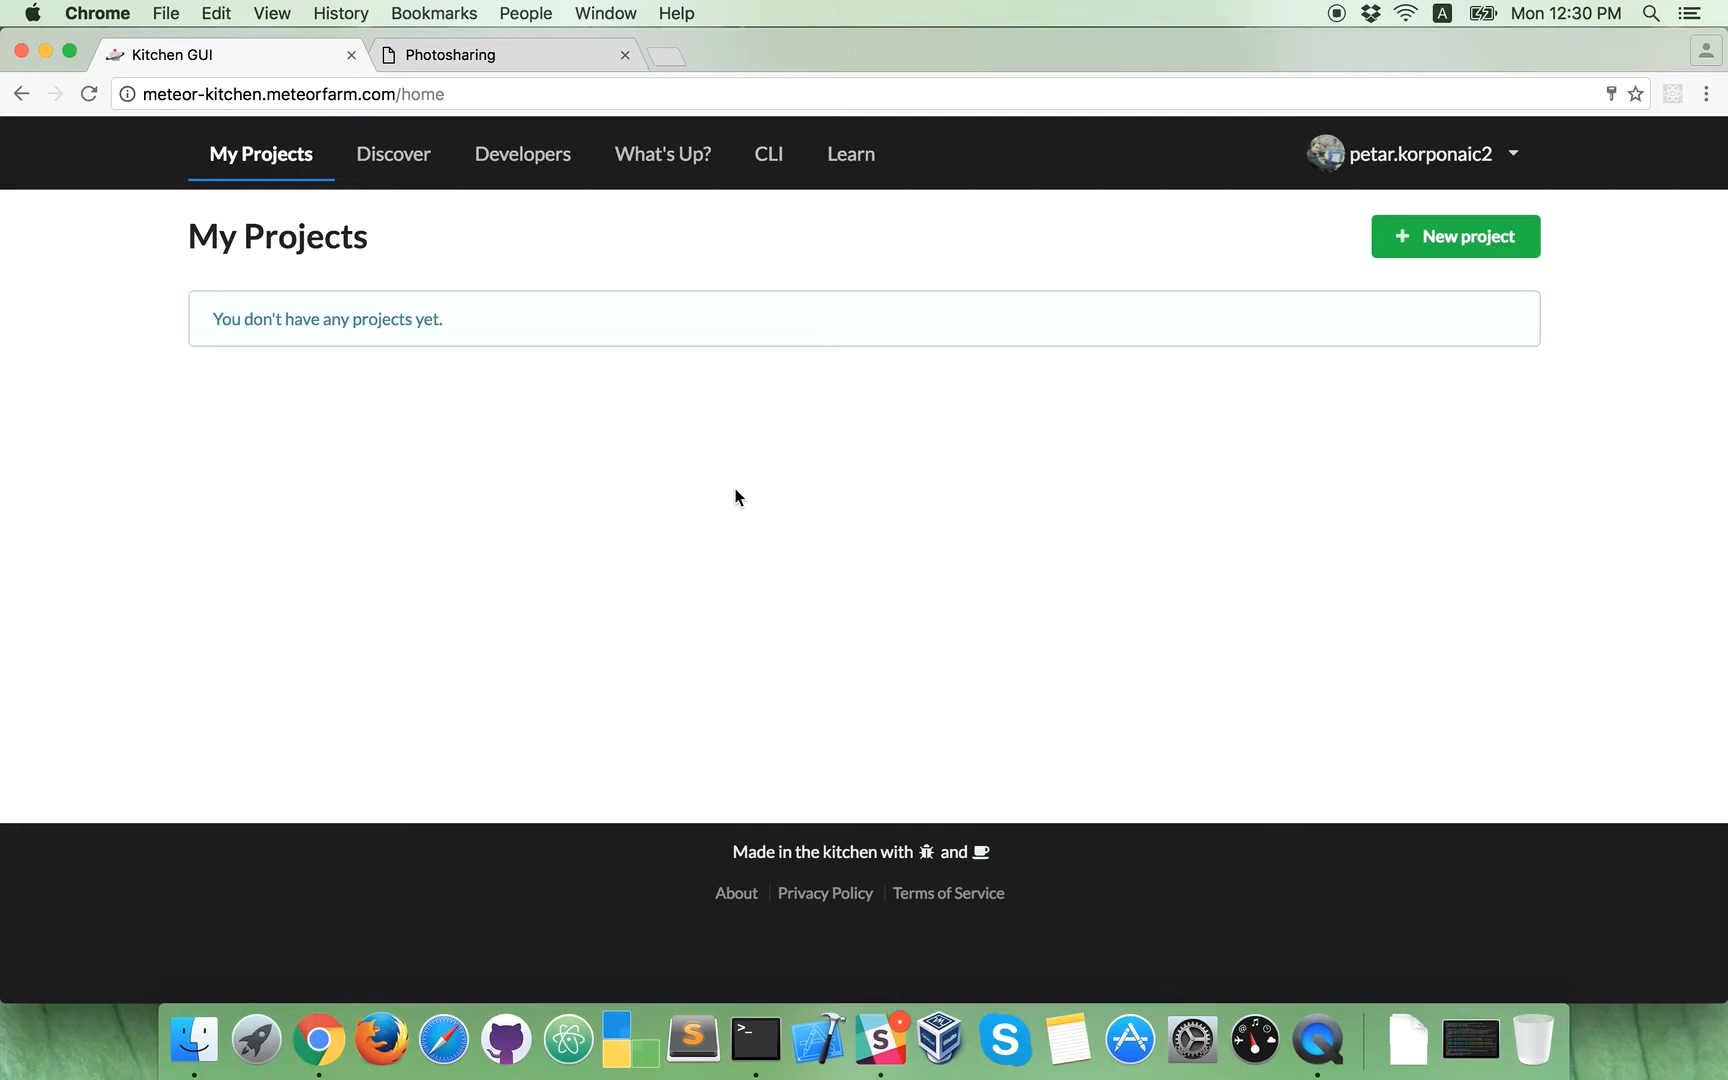 Chrome File Edit View History Bookmarks People Window Help A Mon 12:30 PM
Kitchen GUI Photosharing
meteor-kitchen.meteorfarm.com/home
My Projects Discover Developers What's Up? CLI Learn petar.korponaic2
My Projects + New project
You don't have any projects yet.
Made in the kitchen with and
About Privacy Policy Terms of Service